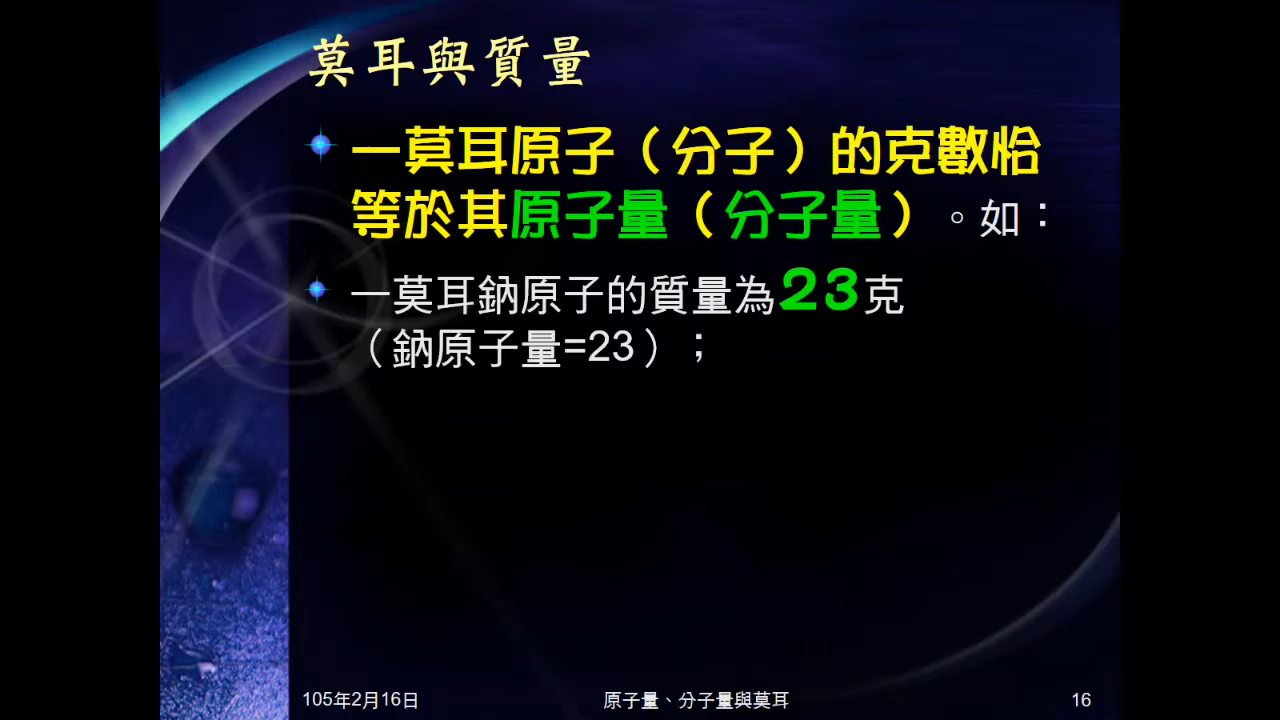 莫耳與質量
一莫耳原子（分子）的克數恰
等於其原子量（分子量）。如：
一莫耳鈉原子的質量為23克
（鈉原子量=23）；
105年2月16日
原子量、分子量與莫耳
16